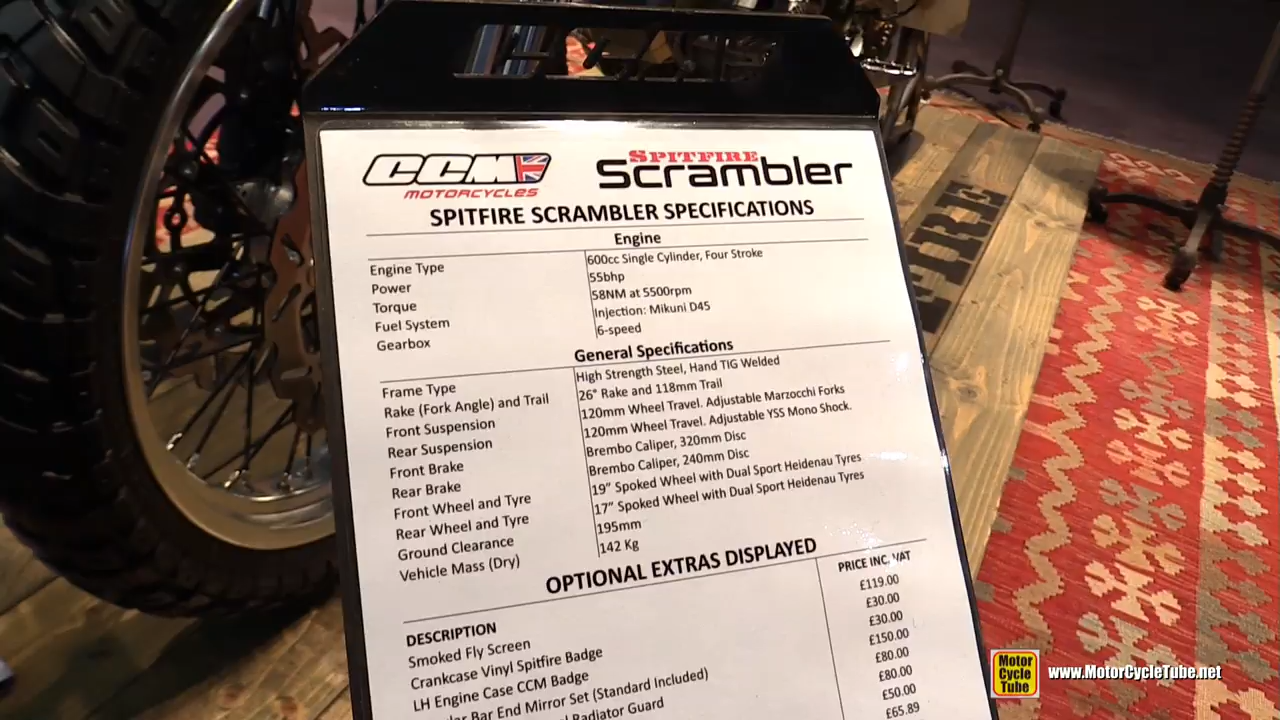 CCM
MOTORCYCLES
SPITFIRE
Scrambler
SPITFIRE SCRAMBLER SPECIFICATIONS
Engine
Engine Type 600cc Single Cylinder, Four Stroke
Power 55bhp
Torque 58NM at 5500rpm
Fuel System Injection: Mikuni D45
Gearbox 6-speed
General Specifications
Frame Type High Strength Steel, Hand TIG Welded
Rake (Fork Angle) and Trail 26° Rake and 118mm Trail
Front Suspension 120mm Wheel Travel. Adjustable Marzocchi Forks
Rear Suspension 120mm Wheel Travel. Adjustable YSS Mono Shock.
Front Brake Brembo Caliper, 320mm Disc
Rear Brake Brembo Caliper, 240mm Disc
Front Wheel and Tyre 19" Spoked Wheel with Dual Sport Heidenau Tyres
Rear Wheel and Tyre 17" Spoked Wheel with Dual Sport Heidenau Tyres
Ground Clearance 195mm
Vehicle Mass (Dry) 142 Kg
OPTIONAL EXTRAS DISPLAYED
DESCRIPTION PRICE INC. VAT
Smoked Fly Screen £119.00
Crankcase Vinyl Spitfire Badge £30.00
LH Engine Case CCM Badge £30.00
Bar End Mirror Set (Standard Included) £150.00
Radiator Guard £80.00
£80.00
£50.00
£65.89
FIRE
Motor
Cycle
Tube
www.MotorCycleTube.net